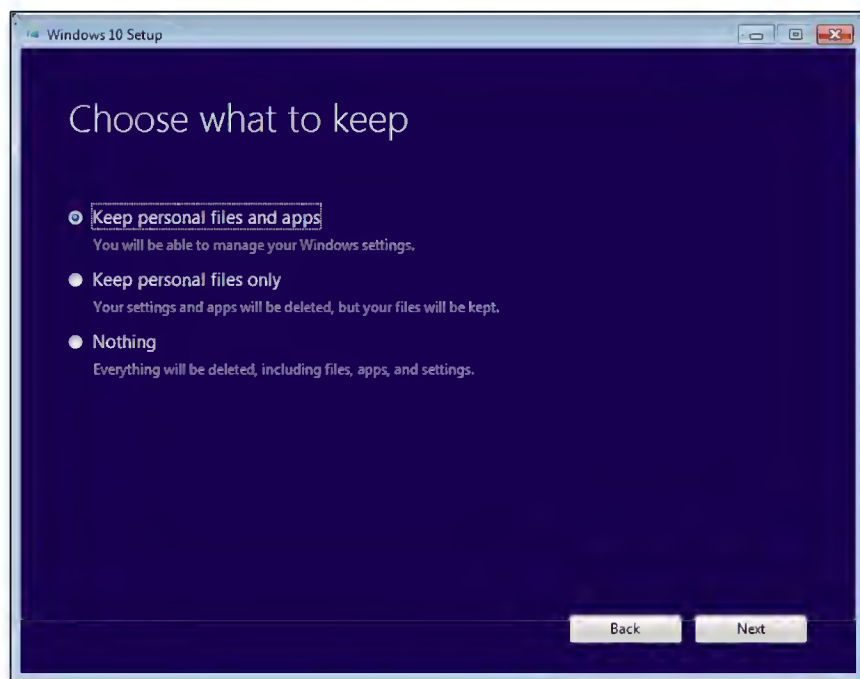 Windows 10 Setup
Choose what to keep
Keep personal files and apps
You will be able to manage your Windows settings.
Keep personal files only
Your settings and apps will be deleted, but your files will be kept.
Nothing
Everything will be deleted, including files, apps, and settings.
Back Next